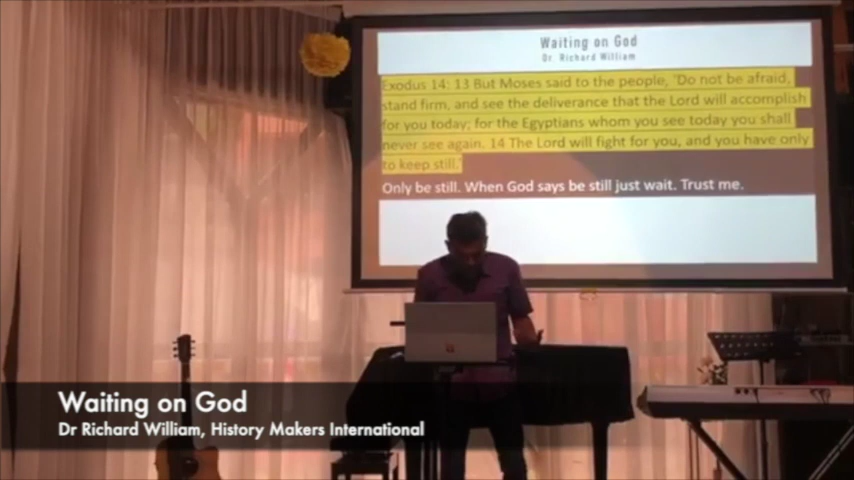 Waiting on God
Dr. Richard William
Exodus 14: 13 But Moses said to the people, 'Do not be afraid,
stand firm, and see the deliverance that the Lord will accomplish
for you today; for the Egyptians whom you see today you shall
never see again. 14 The Lord will fight for you, and you have only
to keep still.'
Only be still. When God says be still just wait. Trust me.
Waiting on God
Dr Richard William, History Makers International